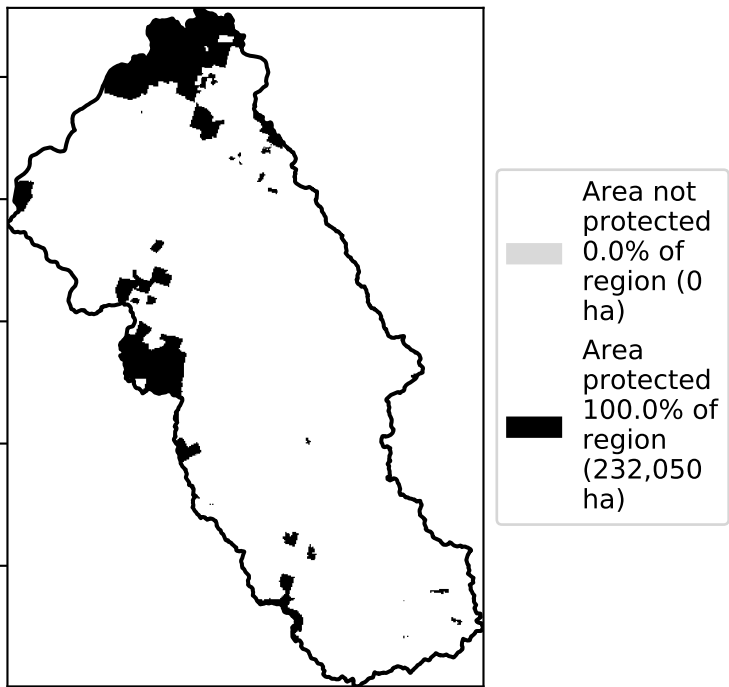 Area not
protected
0.0% of
region (0
ha)
Area
protected
100.0% of
region
(232,050
ha)